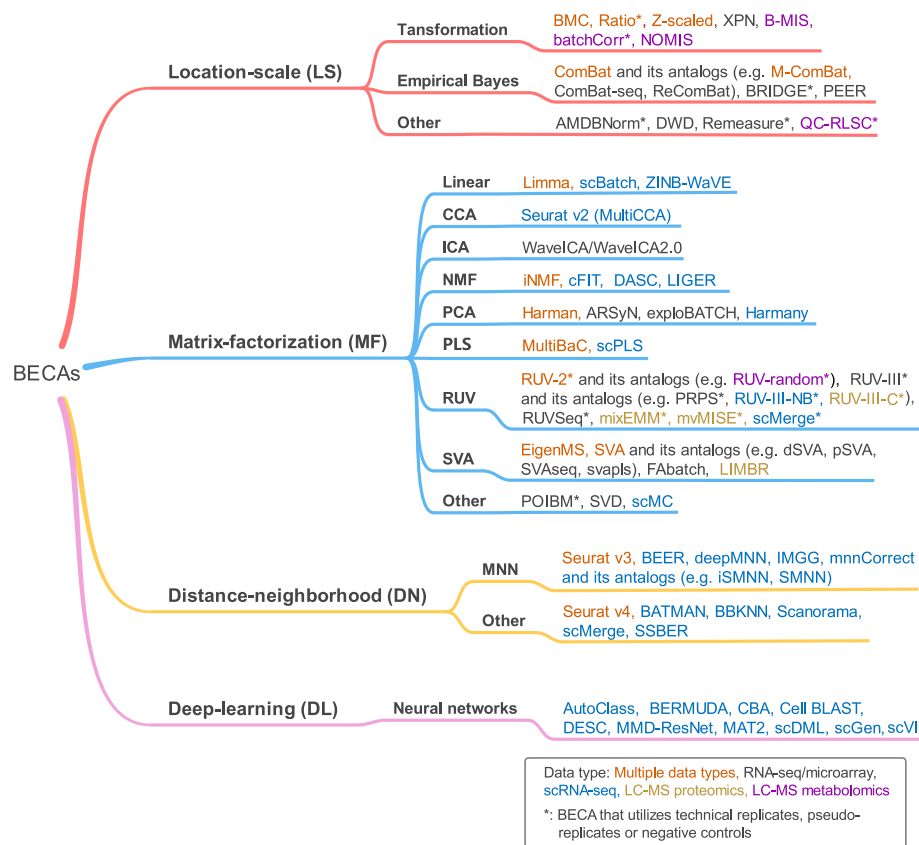 BECAs
Location-scale (LS)
Tansformation
BMC, Ratio*, Z-scaled, XPN, B-MIS,
batchCorr*, NOMIS
Empirical Bayes
ComBat and its antalogs (e.g. M-ComBat,
ComBat-seq, ReComBat), BRIDGE*, PEER
Other
AMDBNorm*, DWD, Remeasure*, QC-RLSC*
Matrix-factorization (MF)
Linear
Limma, scBatch, ZINB-WaVE
CCA
Seurat v2 (MultiCCA)
ICA
WaveICA/WaveICA2.0
NMF
iNMF, cFIT, DASC, LIGER
PCA
Harman, ARSyN, exploBATCH, Harmany
PLS
MultiBaC, scPLS
RUV
RUV-2* and its antalogs (e.g. RUV-random*), RUV-III*
and its antalogs (e.g. PRPS*, RUV-III-NB*, RUV-III-C*),
RUVSeq*, mixEMM*, mvMISE*, scMerge*
SVA
EigenMS, SVA and its antalogs (e.g. dSVA, pSVA,
SVAseq, svapls), FAbatch, LIMBR
Other
POIBM*, SVD, scMC
Distance-neighborhood (DN)
MNN
Seurat v3, BEER, deepMNN, IMGG, mnnCorrect
and its antalogs (e.g. iSMNN, SMNN)
Other
Seurat v4, BATMAN, BBKNN, Scanorama,
scMerge, SSBER
Deep-learning (DL)
Neural networks
AutoClass, BERMUDA, CBA, Cell BLAST,
DESC, MMD-ResNet, MAT2, scDML, scGen, scVI
Data type: Multiple data types, RNA-seq/microarray,
scRNA-seq, LC-MS proteomics, LC-MS metabolomics
*: BECA that utilizes technical replicates, pseudo-
replicates or negative controls